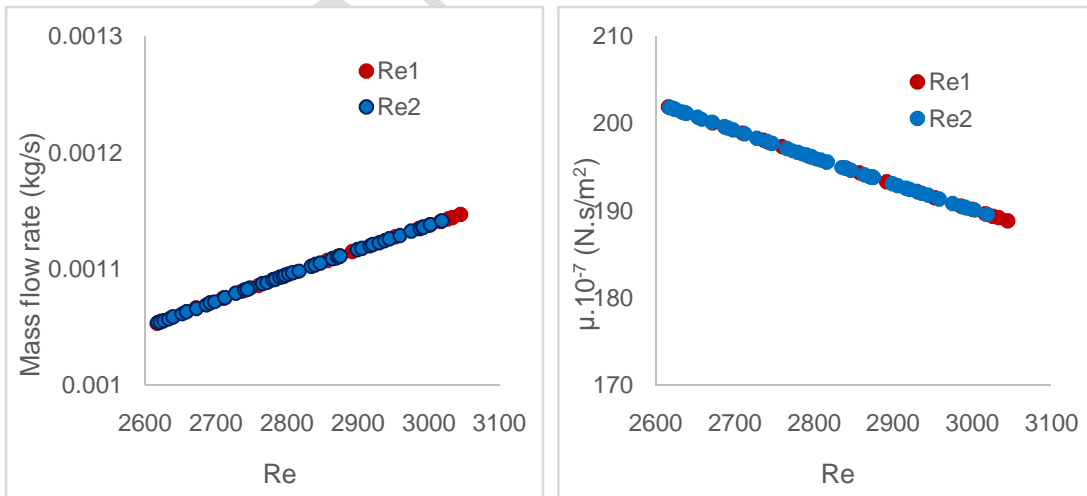 0.0013
0.0012
0.0011
0.001
Mass flow rate (kg/s)
Re1
Re2
2600 2700 2800 2900 3000 3100
Re
210
200
190
180
170
µ.10-7 (N.s/m2)
Re1
Re2
2600 2700 2800 2900 3000 3100
Re